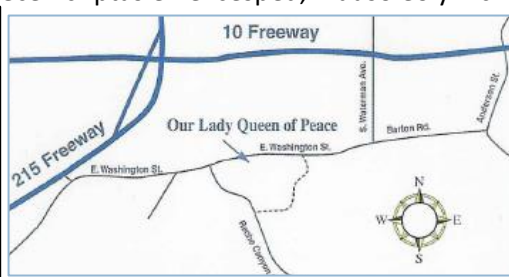 10 Freeway
S. Waterman Ave.
Anderson St.
Our Lady Queen of Peace
Barton Rd.
215 Freeway
E. Washington St.
E. Washington St.
N
W
E
S
Reche Canyon